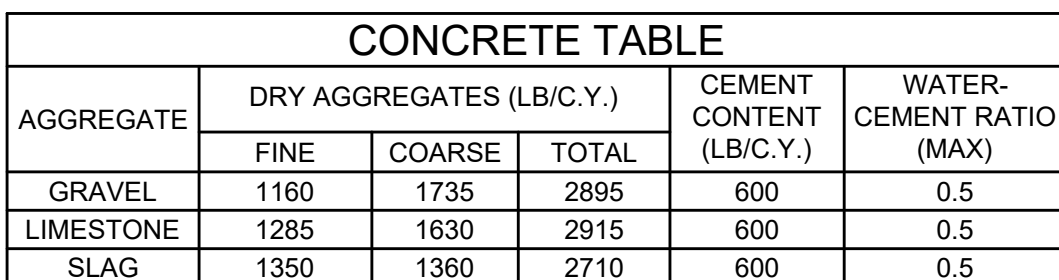 CONCRETE TABLE
AGGREGATE DRY AGGREGATES (LB/C.Y.) CEMENT CONTENT (LB/C.Y.) WATER-CEMENT RATIO (MAX)
FINE COARSE TOTAL
GRAVEL 1160 1735 2895 600 0.5
LIMESTONE 1285 1630 2915 600 0.5
SLAG 1350 1360 2710 600 0.5